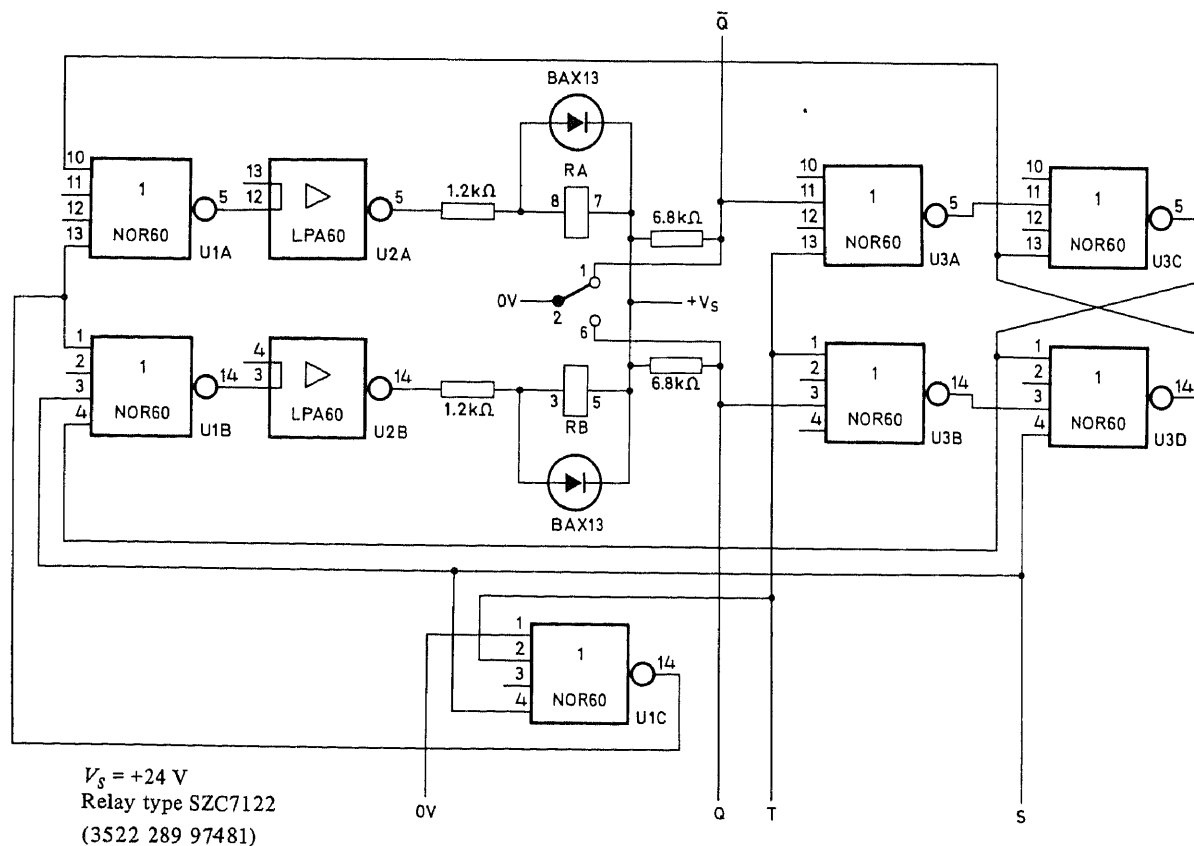 Q̄
BAX13
10
11
12
13
1
NOR60
5
U1A
13
12
LPA60
5
U2A
1.2kΩ
RA
8
7
6.8kΩ
10
11
12
13
1
NOR60
5
U3A
10
11
12
13
1
NOR60
5
U3C
0V
1
2
6
+VS
1
2
3
4
1
NOR60
14
U1B
4
3
LPA60
14
U2B
1.2kΩ
3
5
RB
6.8kΩ
1
2
3
4
1
NOR60
14
U3B
1
2
3
4
1
NOR60
14
U3D
BAX13
1
2
3
4
1
NOR60
14
U1C
VS = +24 V
Relay type SZC7122
(3522 289 97481)
0V
Q
T
S